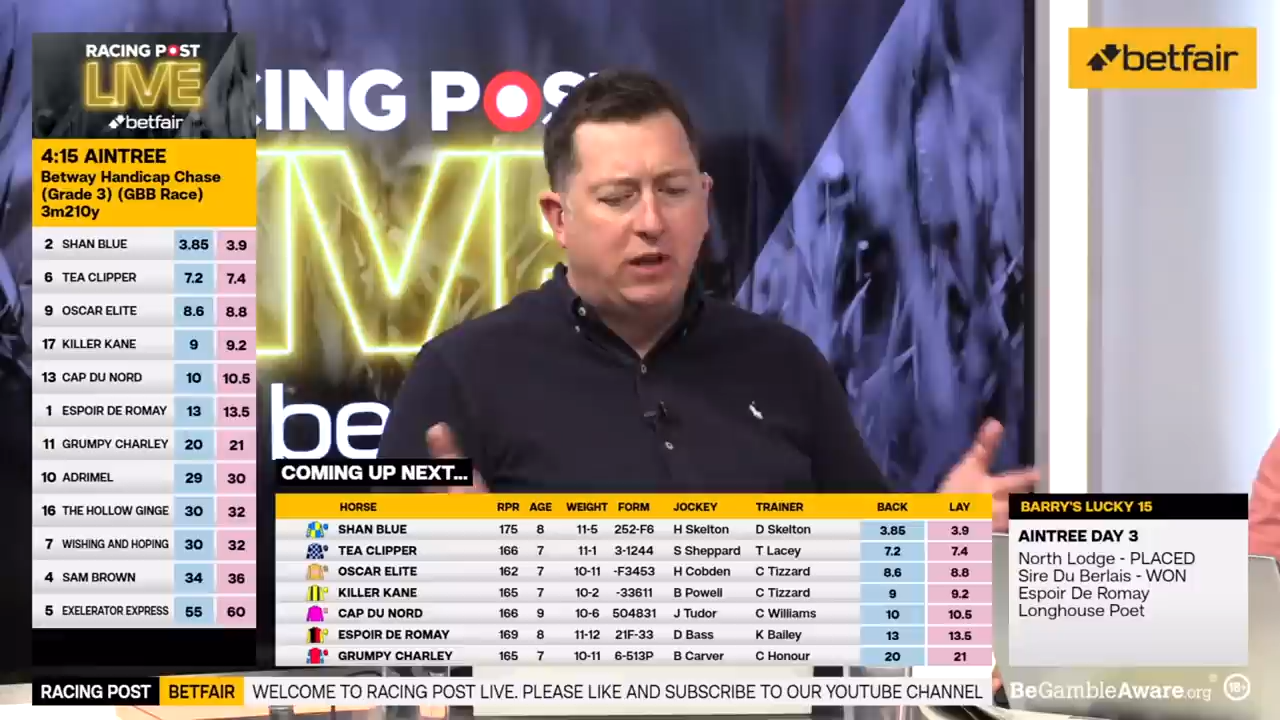 RACING POST
LIVE
betfair
4:15 AINTREE
Betway Handicap Chase
(Grade 3) (GBB Race)
3m210y
2 SHAN BLUE 3.85 3.9
6 TEA CLIPPER 7.2 7.4
9 OSCAR ELITE 8.6 8.8
17 KILLER KANE 9 9.2
13 CAP DU NORD 10 10.5
1 ESPOIR DE ROMAY 13 13.5
11 GRUMPY CHARLEY 20 21
10 ADRIMEL 29 30
16 THE HOLLOW GINGE 30 32
7 WISHING AND HOPING 30 32
4 SAM BROWN 34 36
5 EXELERATOR EXPRESS 55 60
CING POS
be
betfair
COMING UP NEXT...
HORSE RPR AGE WEIGHT FORM JOCKEY TRAINER BACK LAY
SHAN BLUE 175 8 11-5 252-F6 H Skelton D Skelton 3.85 3.9
TEA CLIPPER 166 7 11-1 3-1244 S Sheppard T Lacey 7.2 7.4
OSCAR ELITE 162 7 10-11 -F3453 H Cobden C Tizzard 8.6 8.8
KILLER KANE 165 7 10-2 -33611 B Powell C Tizzard 9 9.2
CAP DU NORD 166 9 10-6 504831 J Tudor C Williams 10 10.5
ESPOIR DE ROMAY 169 8 11-12 21F-33 D Bass K Bailey 13 13.5
GRUMPY CHARLEY 165 7 10-11 6-513P B Carver C Honour 20 21
BARRY'S LUCKY 15
AINTREE DAY 3
North Lodge - PLACED
Sire Du Berlais - WON
Espoir De Romay
Longhouse Poet
RACING POST BETFAIR WELCOME TO RACING POST LIVE. PLEASE LIKE AND SUBSCRIBE TO OUR YOUTUBE CHANNEL
BeGambleAware.org 18+